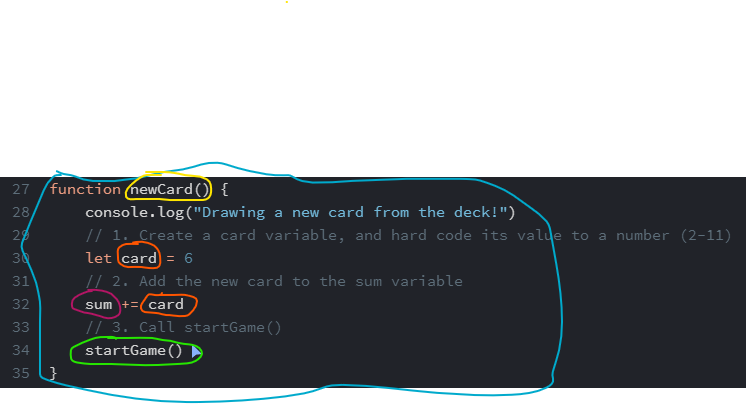 27 function newCard() {
28 console.log("Drawing a new card from the deck!")
29 // 1. Create a card variable, and hard code its value to a number (2-11)
30 let card = 6
31 // 2. Add the new card to the sum variable
32 sum += card
33 // 3. Call startGame()
34 startGame()
35 }